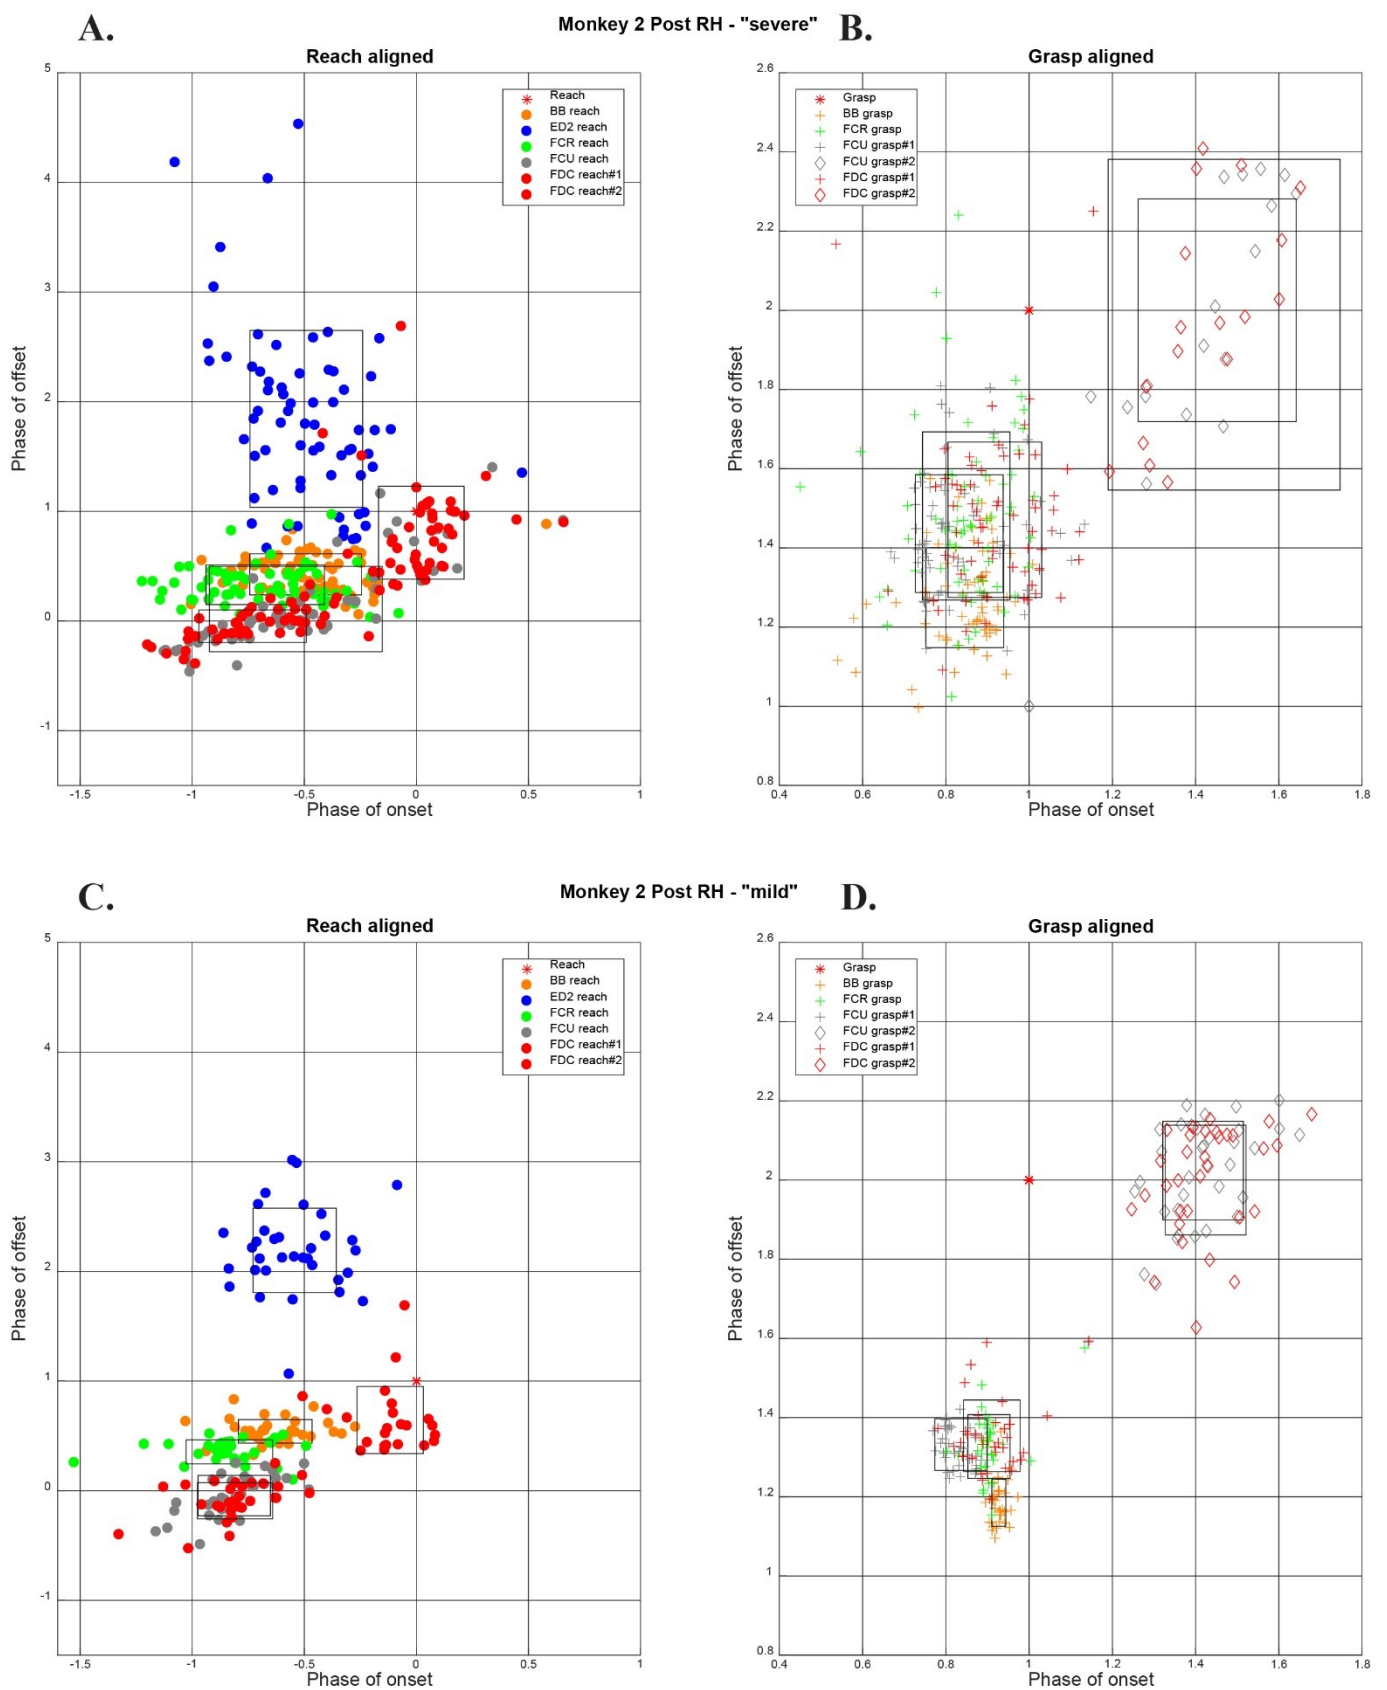 A.
Monkey 2 Post RH - "severe"
B.
Reach aligned
Grasp aligned
5
4
3
2
1
0
-1
Phase of offset
Reach
BB reach
ED2 reach
FCR reach
FCU reach
FDC reach#1
FDC reach#2
-1.5
-1
-0.5
0
0.5
1
Phase of onset
2.6
2.4
2.2
2
1.8
1.6
1.4
1.2
1
0.8
Phase of offset
Grasp
BB grasp
FCR grasp
FCU grasp#1
FCU grasp#2
FDC grasp#1
FDC grasp#2
0.4
0.6
0.8
1
1.2
1.4
1.6
1.8
Phase of onset
C.
Monkey 2 Post RH - "mild"
D.
Reach aligned
Grasp aligned
5
4
3
2
1
0
-1
Phase of offset
Reach
BB reach
ED2 reach
FCR reach
FCU reach
FDC reach#1
FDC reach#2
-1.5
-1
-0.5
0
0.5
1
Phase of onset
2.6
2.4
2.2
2
1.8
1.6
1.4
1.2
1
0.8
Phase of offset
Grasp
BB grasp
FCR grasp
FCU grasp#1
FCU grasp#2
FDC grasp#1
FDC grasp#2
0.4
0.6
0.8
1
1.2
1.4
1.6
1.8
Phase of onset